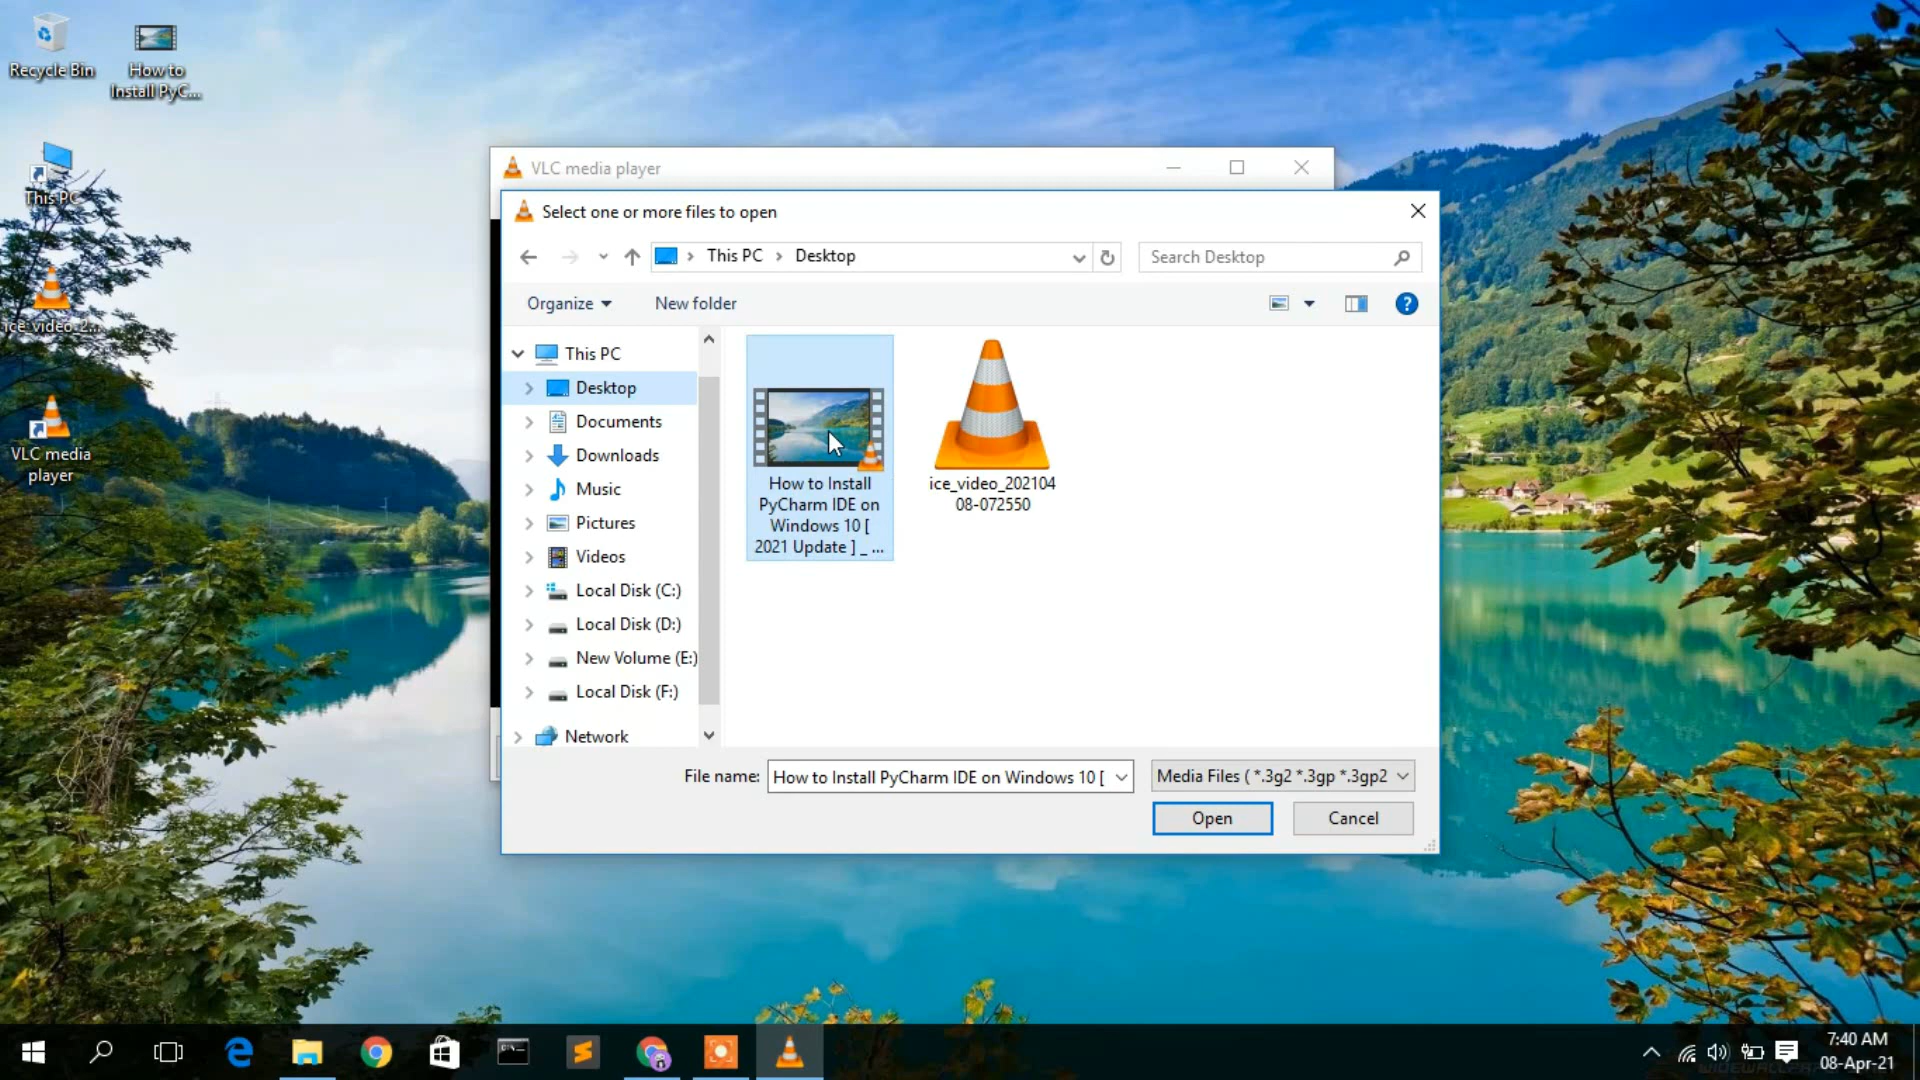 Recycle Bin
How to
Install PyC...
This PC
ice_video_2...
VLC media
player
VLC media player
Select one or more files to open
This PC
Desktop
Search Desktop
Organize
New folder
This PC
Desktop
Documents
Downloads
Music
Pictures
Videos
Local Disk (C:)
Local Disk (D:)
New Volume (E:)
Local Disk (F:)
Network
How to Install
PyCharm IDE on
Windows 10 [
2021 Update ] _ ...
ice_video_202104
08-072550
File name:
How to Install PyCharm IDE on Windows 10 [
Media Files ( *.3g2 *.3gp *.3gp2
Open
Cancel
7:40 AM
08-Apr-21